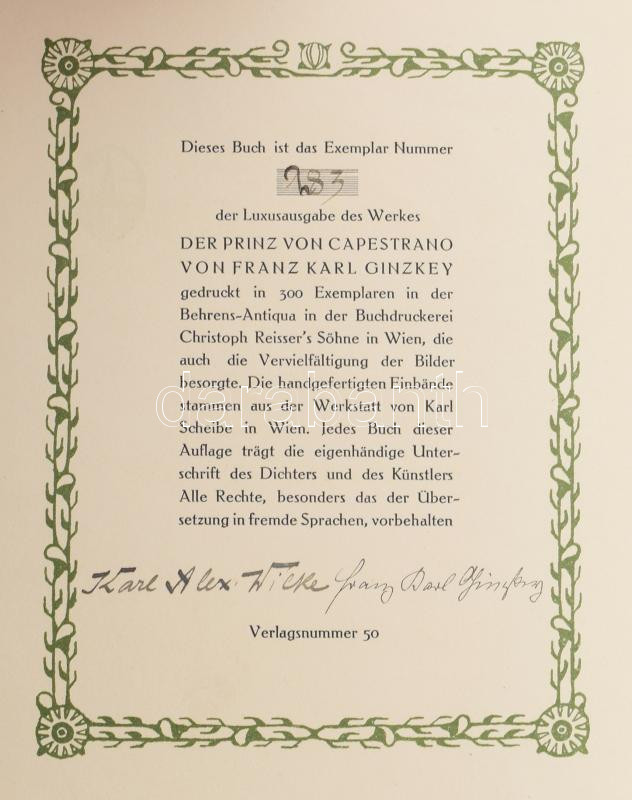 Dieses Buch ist das Exemplar Nummer
283
der Luxusausgabe des Werkes
DER PRINZ VON CAPESTRANO
VON FRANZ KARL GINZKEY
gedruckt in 300 Exemplaren in der
Behrens-Antiqua in der Buchdruckerei
Christoph Reisser's Söhne in Wien, die
auch die Vervielfältigung der Bilder
besorgte. Die handgefertigten Einbände
darabanth
stammen aus der Werkstatt von Karl
Scheibe in Wien. Jedes Buch dieser
Auflage trägt die eigenhändige Unter-
schrift des Dichters und des Künstlers
Alle Rechte, besonders das der Über-
setzung in fremde Sprachen, vorbehalten
Karl Alex. Wilke Franz Karl Ginzkey
Verlagsnummer 50